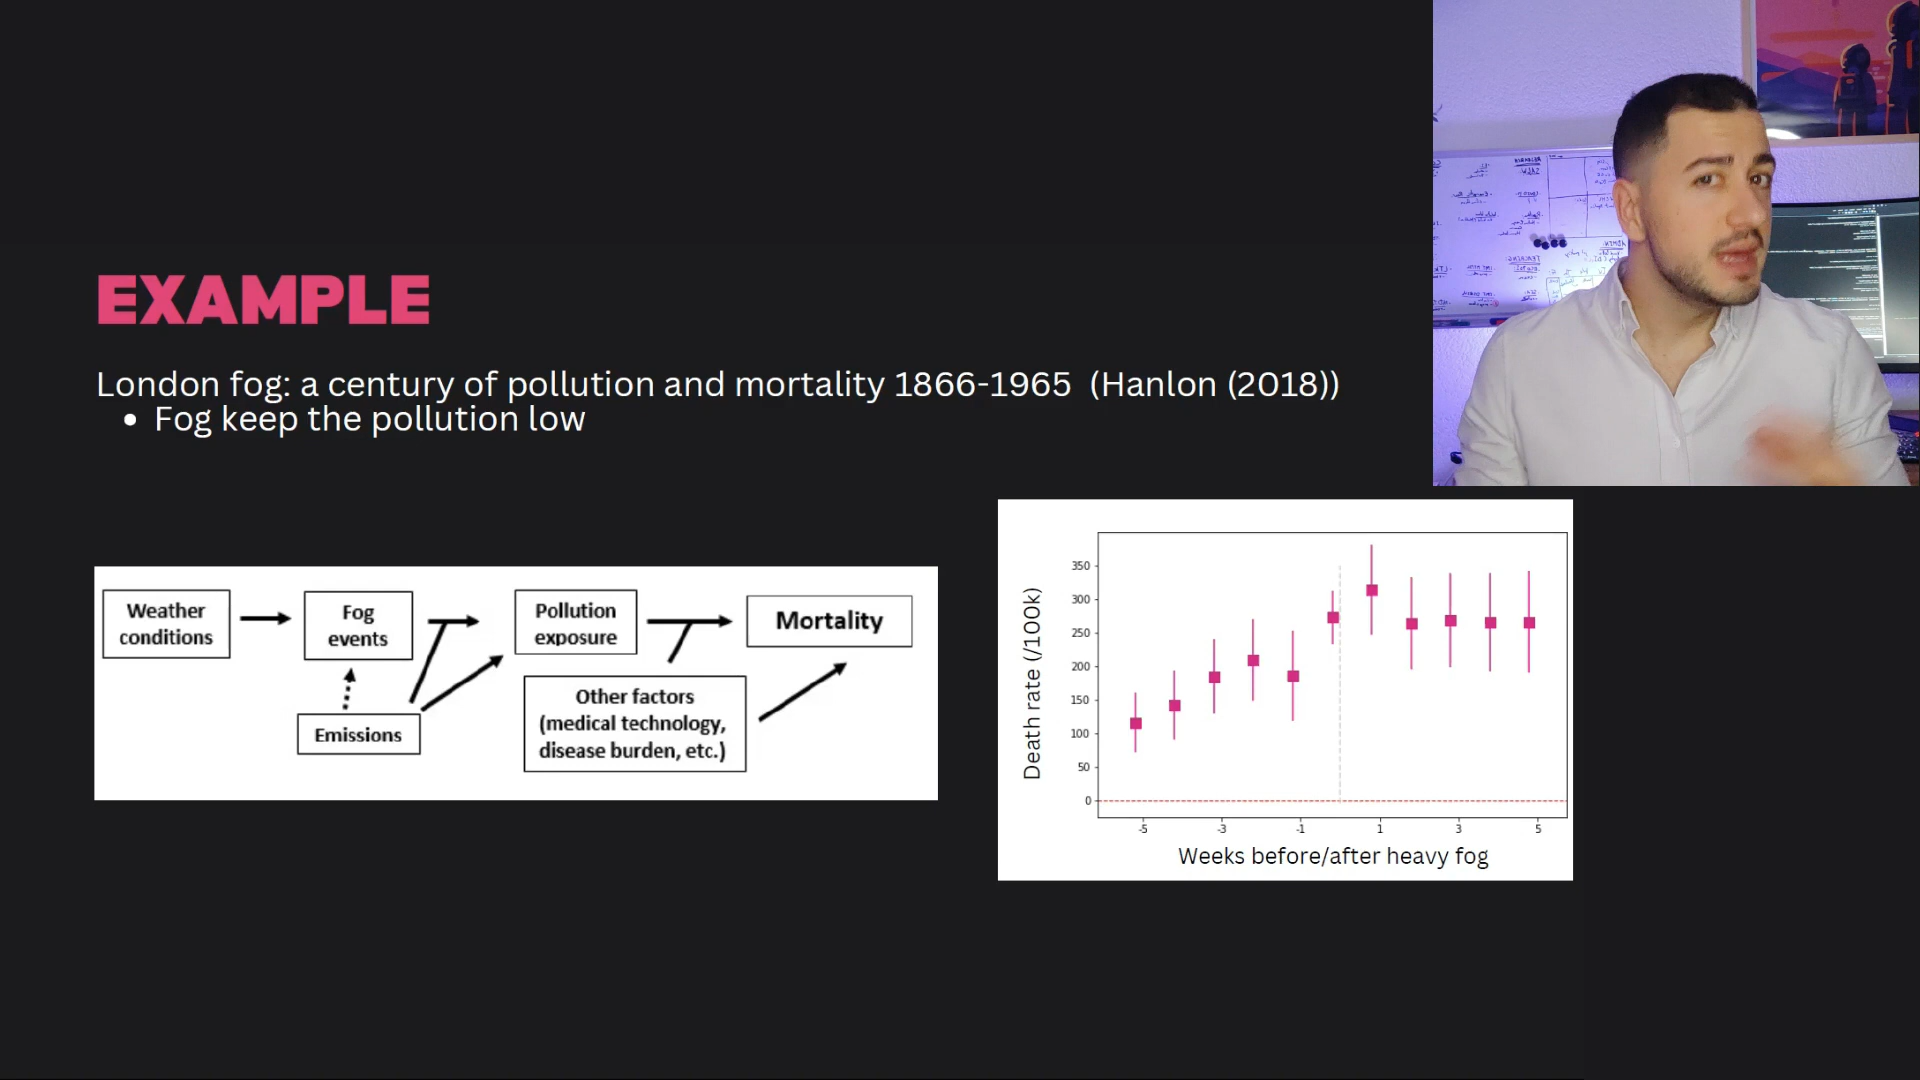 EXAMPLE
London fog: a century of pollution and mortality 1866-1965 (Hanlon (2018))
• Fog keep the pollution low
Weather
conditions
Fog
events
Pollution
exposure
Mortality
Emissions
Other factors
(medical technology,
disease burden, etc.)
Death rate (/100k)
350
300
250
200
150
100
50
0
-5
-3
-1
1
3
5
Weeks before/after heavy fog